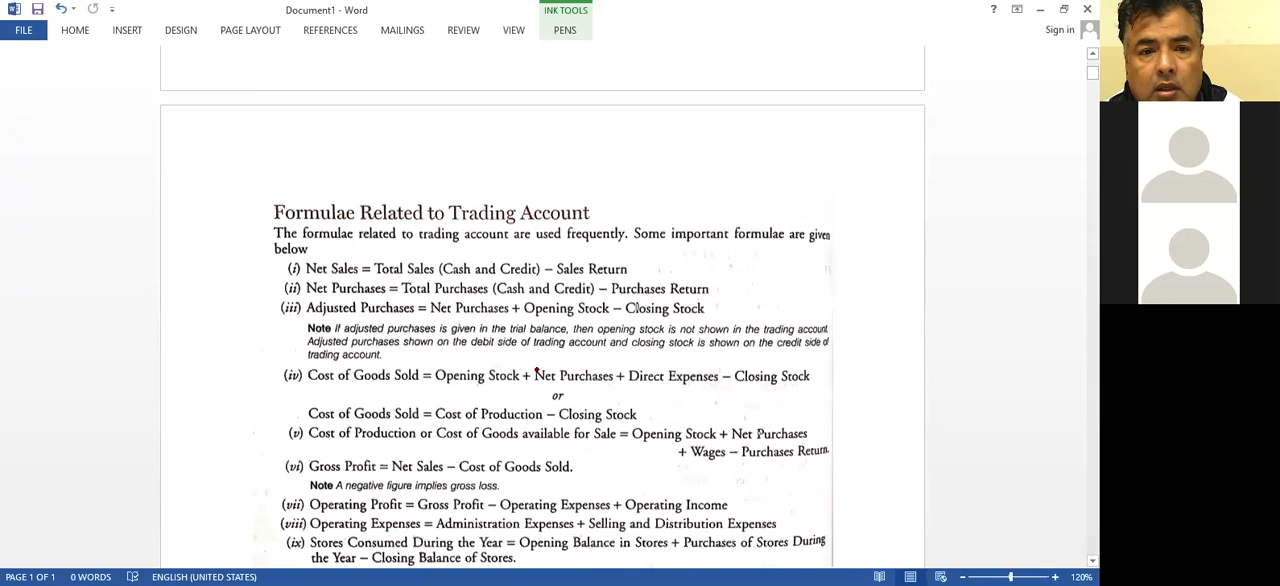 Document1 - Word
INK TOOLS
?
FILE
HOME
INSERT
DESIGN
PAGE LAYOUT
REFERENCES
MAILINGS
REVIEW
VIEW
PENS
Sign in
Formulae Related to Trading Account
The formulae related to trading account are used frequently. Some important formulae are given
below
(i) Net Sales = Total Sales (Cash and Credit) – Sales Return
(ii) Net Purchases = Total Purchases (Cash and Credit) – Purchases Return
(iii) Adjusted Purchases = Net Purchases + Opening Stock – Closing Stock
Note If adjusted purchases is given in the trial balance, then opening stock is not shown in the trading account.
Adjusted purchases shown on the debit side of trading account and closing stock is shown on the credit side of
trading account.
(iv) Cost of Goods Sold = Opening Stock + Net Purchases + Direct Expenses – Closing Stock
or
Cost of Goods Sold = Cost of Production – Closing Stock
(v) Cost of Production or Cost of Goods available for Sale = Opening Stock + Net Purchases
+ Wages – Purchases Return.
(vi) Gross Profit = Net Sales – Cost of Goods Sold.
Note A negative figure implies gross loss.
(vii) Operating Profit = Gross Profit – Operating Expenses + Operating Income
(viii) Operating Expenses = Administration Expenses + Selling and Distribution Expenses
(ix) Stores Consumed During the Year = Opening Balance in Stores + Purchases of Stores During
the Year – Closing Balance of Stores.
PAGE 1 OF 1
0 WORDS
ENGLISH (UNITED STATES)
120%